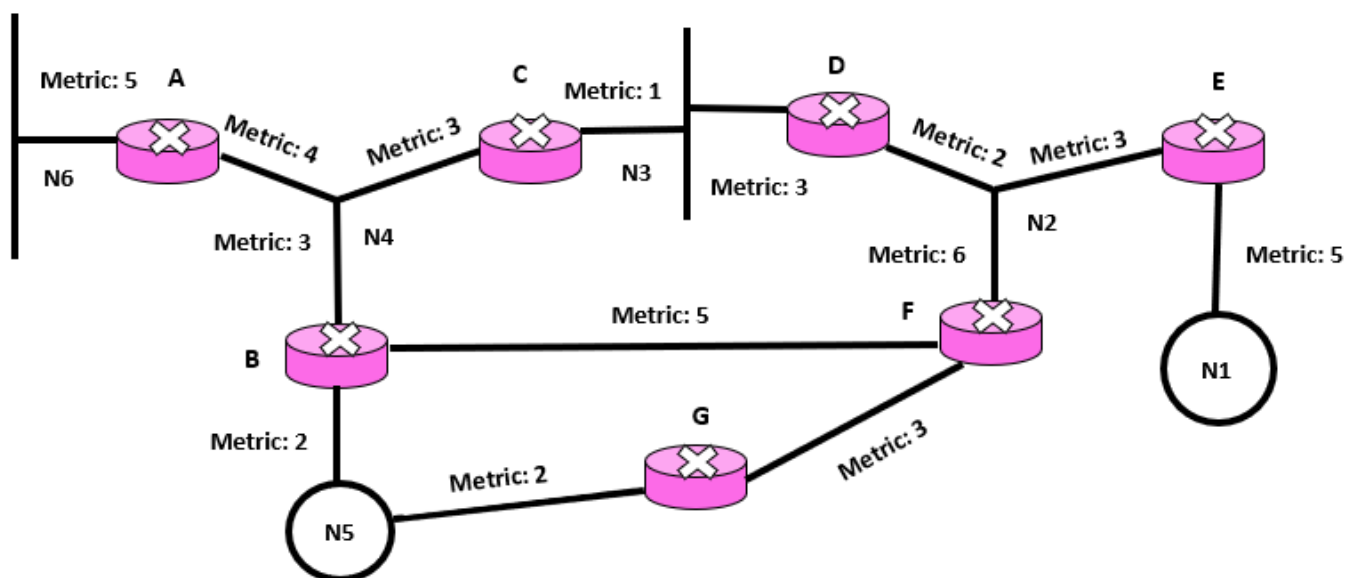 Metric: 5
A
Metric: 4
Metric: 3
C
Metric: 1
D
Metric: 2
Metric: 3
E
N6
N3
Metric: 3
N2
Metric: 3
N4
Metric: 6
Metric: 5
Metric: 5
F
B
N1
G
Metric: 2
Metric: 2
Metric: 3
N5